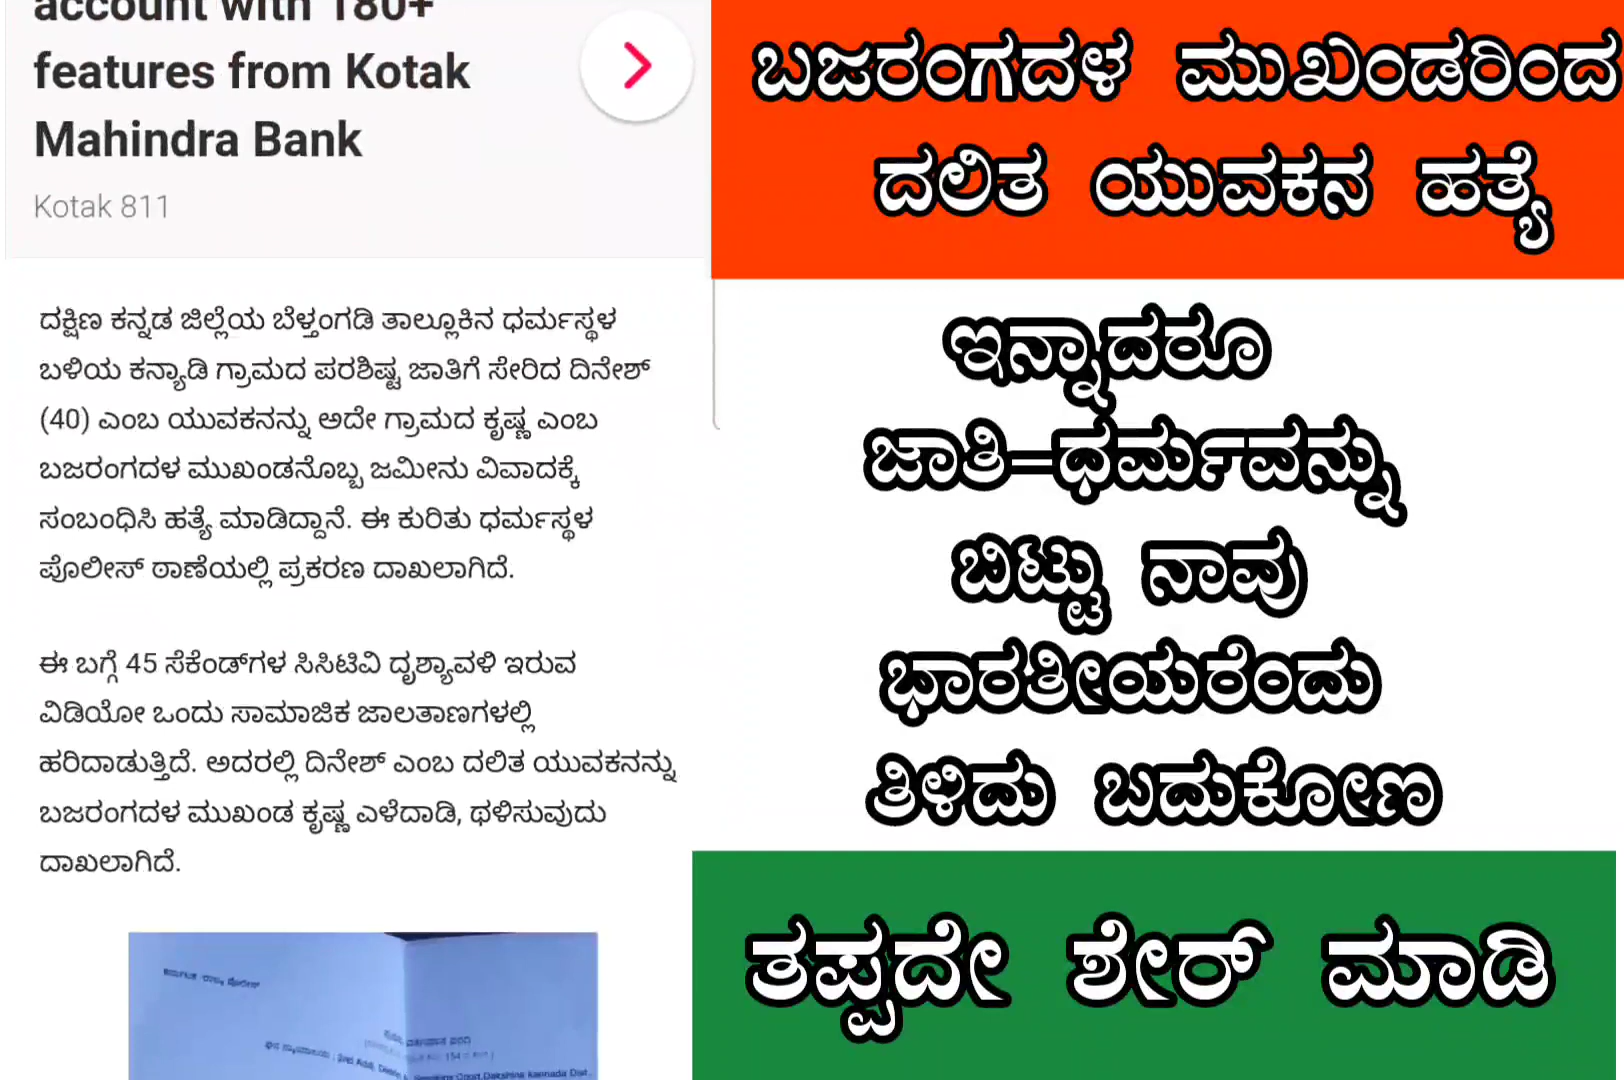 account with 180+
features from Kotak
Mahindra Bank
Kotak 811
ದಕ್ಷಿಣ ಕನ್ನಡ ಜಿಲ್ಲೆಯ ಬೆಳ್ತಂಗಡಿ ತಾಲ್ಲೂಕಿನ ಧರ್ಮಸ್ಥಳ
ಬಳಿಯ ಕನ್ಯಾಡಿ ಗ್ರಾಮದ ಪರಶಿಷ್ಟ ಜಾತಿಗೆ ಸೇರಿದ ದಿನೇಶ್
(40) ಎಂಬ ಯುವಕನನ್ನು ಅದೇ ಗ್ರಾಮದ ಕೃಷ್ಣ ಎಂಬ
ಬಜರಂಗದಳ ಮುಖಂಡನೊಬ್ಬ ಜಮೀನು ವಿವಾದಕ್ಕೆ
ಸಂಬಂಧಿಸಿ ಹತ್ಯೆ ಮಾಡಿದ್ದಾನೆ. ಈ ಕುರಿತು ಧರ್ಮಸ್ಥಳ
ಪೊಲೀಸ್ ಠಾಣೆಯಲ್ಲಿ ಪ್ರಕರಣ ದಾಖಲಾಗಿದೆ.
ಈ ಬಗ್ಗೆ 45 ಸೆಕೆಂಡ್‌ಗಳ ಸಿಸಿಟಿವಿ ದೃಶ್ಯಾವಳಿ ಇರುವ
ವಿಡಿಯೋ ಒಂದು ಸಾಮಾಜಿಕ ಜಾಲತಾಣಗಳಲ್ಲಿ
ಹರಿದಾಡುತ್ತಿದೆ. ಅದರಲ್ಲಿ ದಿನೇಶ್ ಎಂಬ ದಲಿತ ಯುವಕನನ್ನು
ಬಜರಂಗದಳ ಮುಖಂಡ ಕೃಷ್ಣ ಎಳೆದಾಡಿ, ಥಳಿಸುವುದು
ದಾಖಲಾಗಿದೆ.
ಕರ್ನಾಟಕ ರಾಜ್ಯ ಪೊಲೀಸ್
ಬಜರಂಗದಳ ಮುಖಂಡರಿಂದ
ದಲಿತ ಯುವಕನ ಹತ್ಯೆ
ಇನ್ನಾದರೂ
ಜಾತಿ=ಧರ್ಮವನ್ನು
ಬಿಟ್ಟು ನಾವು
ಭಾರತೀಯರೆಂದು
ತಿಳಿದು ಬದುಕೋಣ
ತಪ್ಪದೇ ಶೇರ್ ಮಾಡಿ